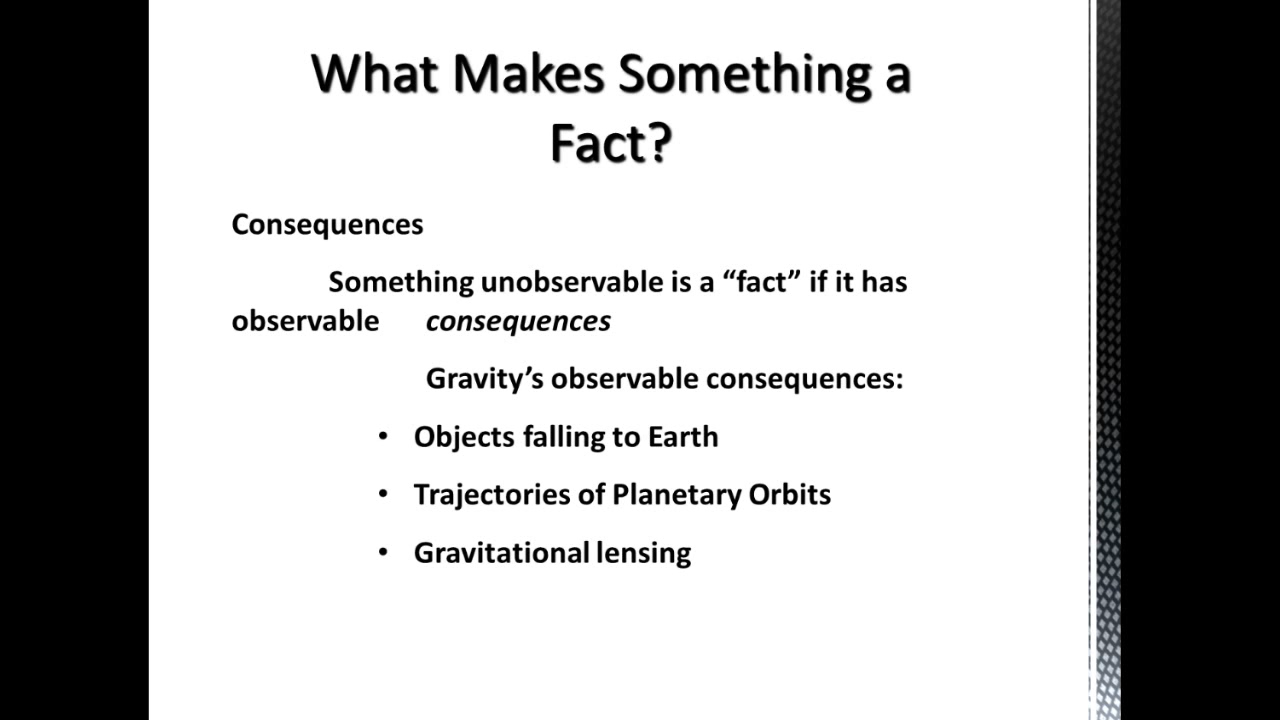 What Makes Something a
Fact?
Consequences
Something unobservable is a “fact” if it has
observable consequences
Gravity’s observable consequences:
• Objects falling to Earth
• Trajectories of Planetary Orbits
• Gravitational lensing